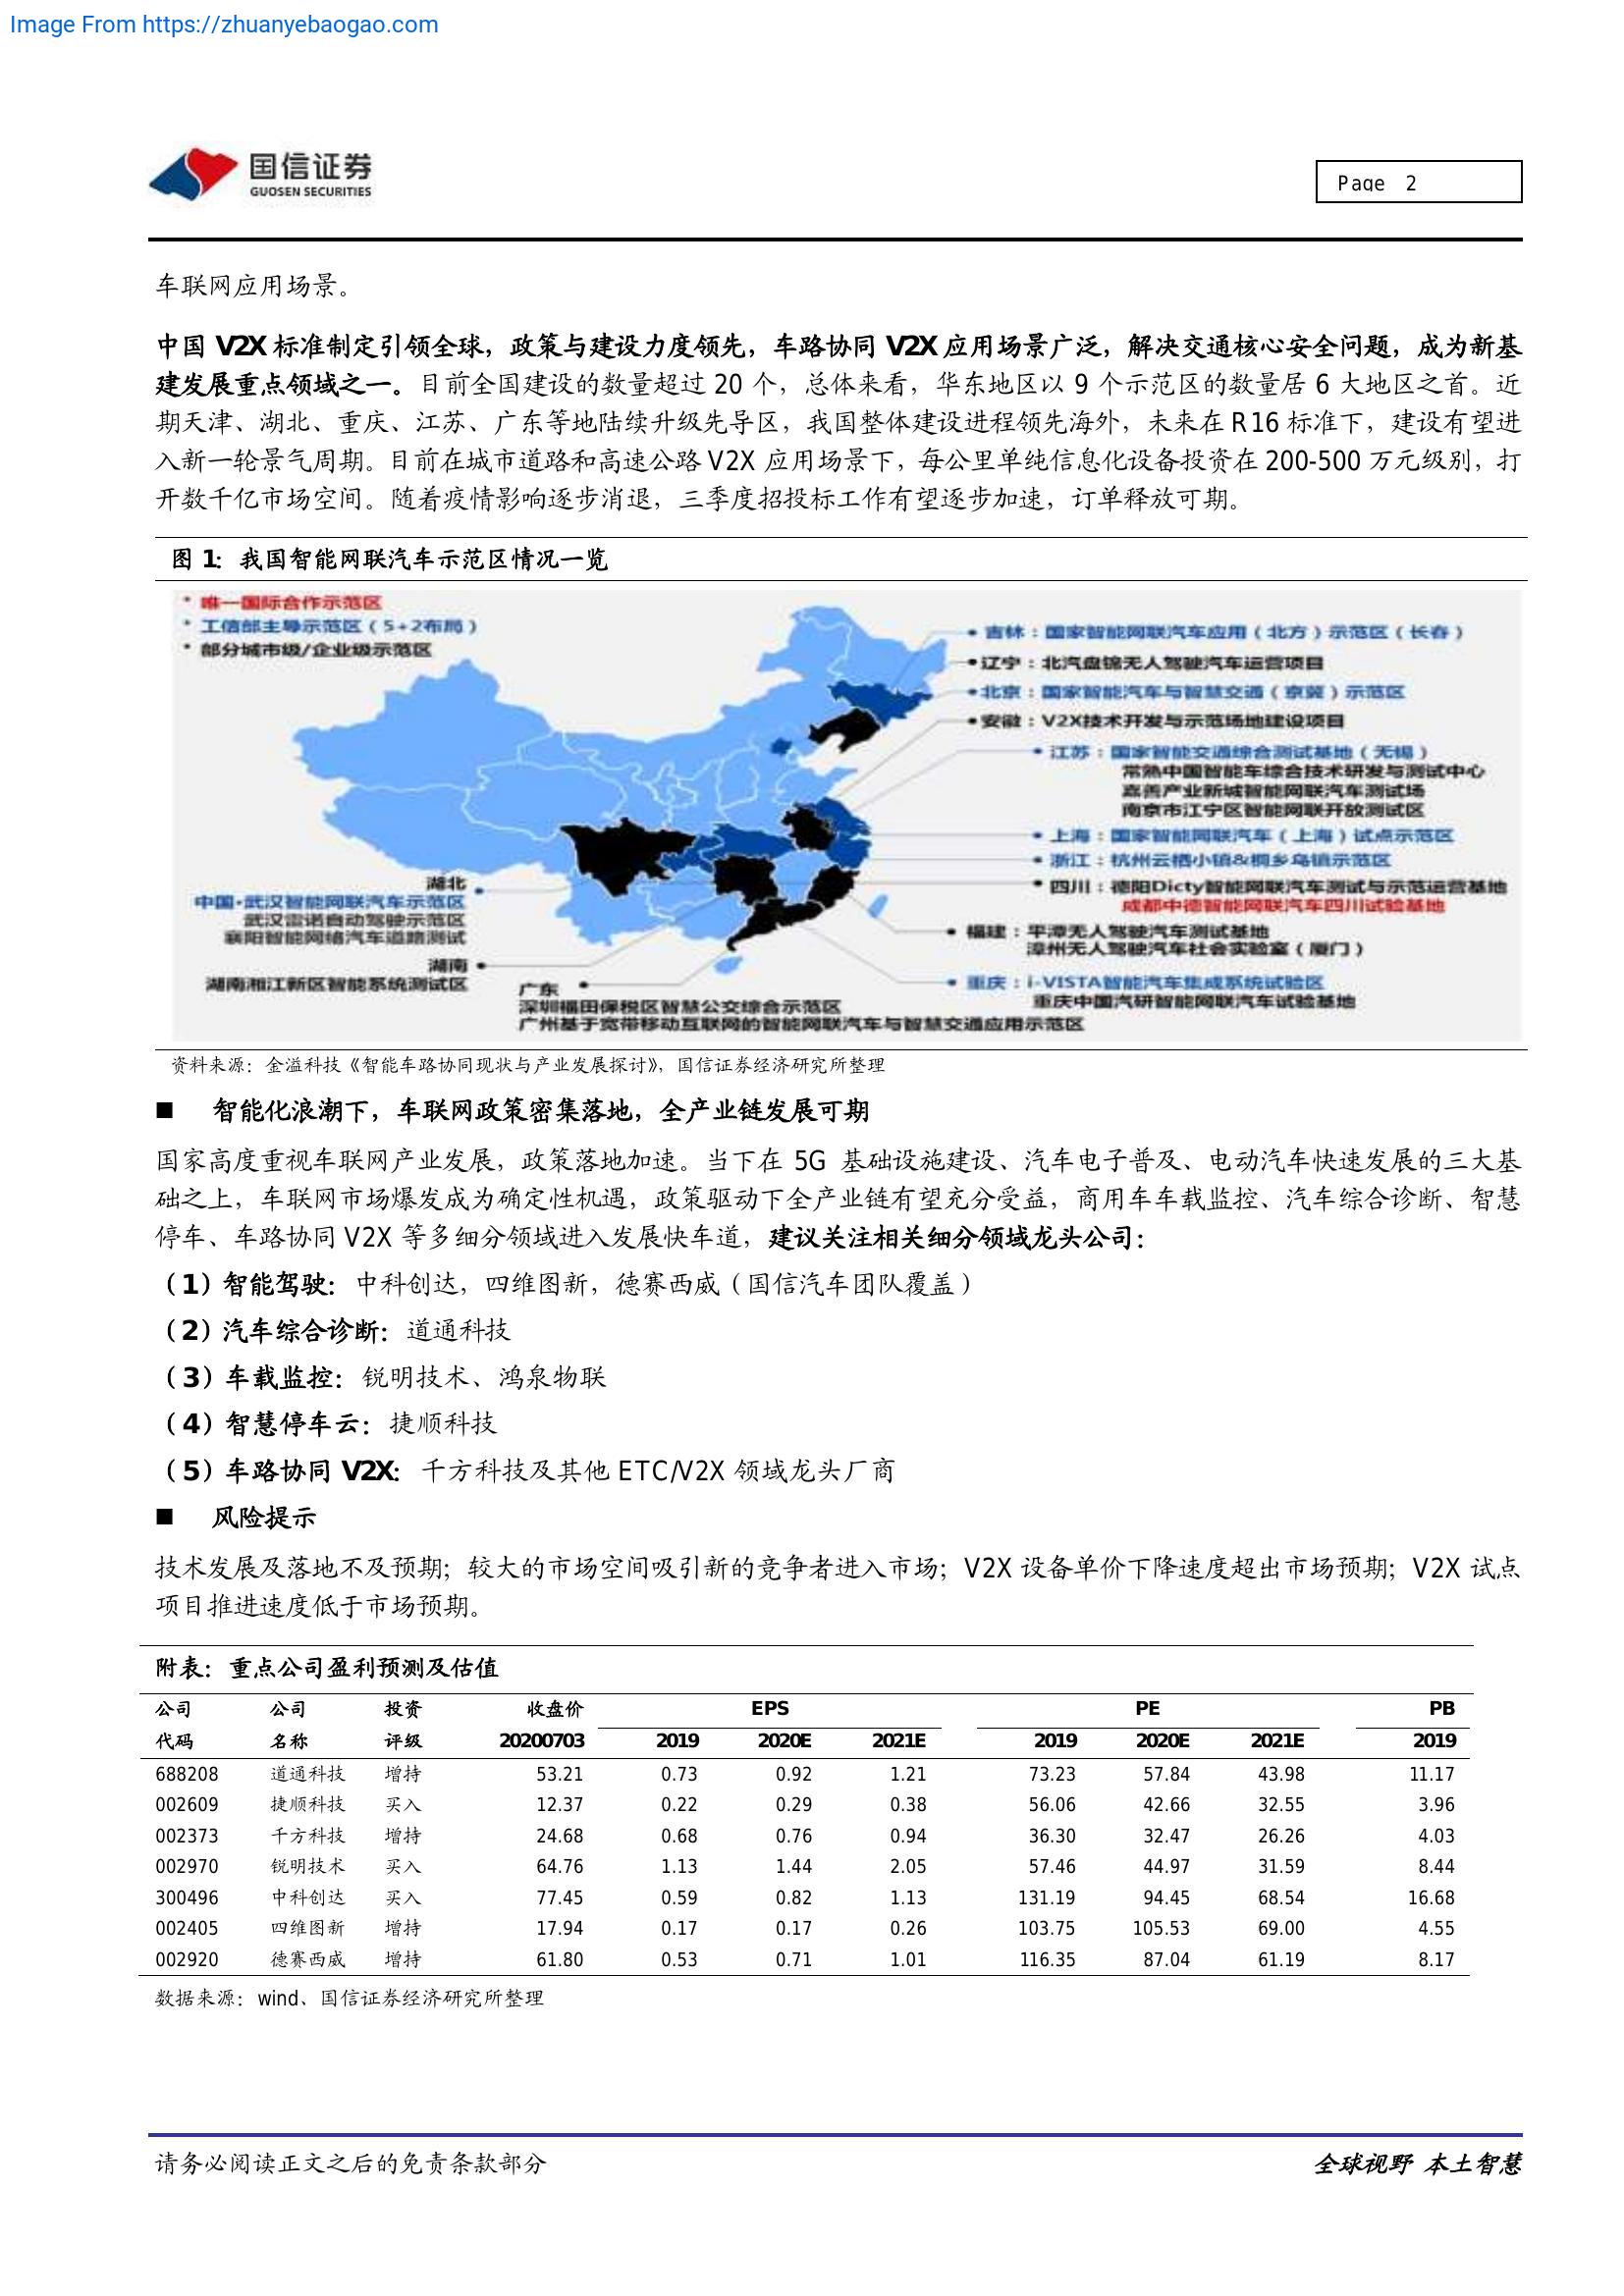 Image From https://zhuanyebaogao.com
国信证券
GUOSEN SECURITIES
Page 2
车联网应用场景。
中国 V2X 标准制定引领全球，政策与建设力度领先，车路协同 V2X 应用场景广泛，解决交通核心安全问题，成为新基
建发展重点领域之一。目前全国建设的数量超过 20 个，总体来看，华东地区以 9 个示范区的数量居 6 大地区之首。近
期天津、湖北、重庆、江苏、广东等地陆续升级先导区，我国整体建设进程领先海外，未来在 R16 标准下，建设有望进
入新一轮景气周期。目前在城市道路和高速公路 V2X 应用场景下，每公里单纯信息化设备投资在 200-500 万元级别，打
开数千亿市场空间。随着疫情影响逐步消退，三季度招投标工作有望逐步加速，订单释放可期。
图 1：我国智能网联汽车示范区情况一览
* 唯一国际合作示范区
* 工信部主导示范区（5+2布局）
* 部分城市级/企业级示范区
吉林：国家智能网联汽车应用（北方）示范区（长春）
辽宁：北汽盘锦无人驾驶汽车运营项目
北京：国家智能汽车与智慧交通（京冀）示范区
安徽：V2X技术开发与示范场地建设项目
江苏：国家智能交通综合测试基地（无锡）
常熟中国智能车综合技术研发与测试中心
嘉善产业新城智能网联汽车测试场
南京市江宁区智能网联开放测试区
上海：国家智能网联汽车（上海）试点示范区
浙江：杭州云栖小镇&桐乡乌镇示范区
四川：德阳Dicty智能网联汽车测试与示范运营基地
成都中德智能网联汽车四川试验基地
福建：平潭无人驾驶汽车测试基地
漳州无人驾驶汽车社会实验室（厦门）
重庆：i-VISTA智能汽车集成系统试验区
重庆中国汽研智能网联汽车试验基地
湖北
中国·武汉智能网联汽车示范区
武汉雷诺自动驾驶示范区
襄阳智能网络汽车道路测试
湖南
湖南湘江新区智能系统测试区
广东
深圳福田保税区智慧公交综合示范区
广州基于宽带移动互联网的智能网联汽车与智慧交通应用示范区
资料来源：金溢科技《智能车路协同现状与产业发展探讨》，国信证券经济研究所整理
■ 智能化浪潮下，车联网政策密集落地，全产业链发展可期
国家高度重视车联网产业发展，政策落地加速。当下在 5G 基础设施建设、汽车电子普及、电动汽车快速发展的三大基
础之上，车联网市场爆发成为确定性机遇，政策驱动下全产业链有望充分受益，商用车车载监控、汽车综合诊断、智慧
停车、车路协同 V2X 等多细分领域进入发展快车道，建议关注相关细分领域龙头公司：
（1）智能驾驶：中科创达，四维图新，德赛西威（国信汽车团队覆盖）
（2）汽车综合诊断：道通科技
（3）车载监控：锐明技术、鸿泉物联
（4）智慧停车云：捷顺科技
（5）车路协同 V2X：千方科技及其他 ETC/V2X 领域龙头厂商
■ 风险提示
技术发展及落地不及预期；较大的市场空间吸引新的竞争者进入市场；V2X 设备单价下降速度超出市场预期；V2X 试点
项目推进速度低于市场预期。
附表：重点公司盈利预测及估值
公司 公司 投资 收盘价 EPS PE PB
代码 名称 评级 20200703 2019 2020E 2021E 2019 2020E 2021E 2019
688208 道通科技 增持 53.21 0.73 0.92 1.21 73.23 57.84 43.98 11.17
002609 捷顺科技 买入 12.37 0.22 0.29 0.38 56.06 42.66 32.55 3.96
002373 千方科技 增持 24.68 0.68 0.76 0.94 36.30 32.47 26.26 4.03
002970 锐明技术 买入 64.76 1.13 1.44 2.05 57.46 44.97 31.59 8.44
300496 中科创达 买入 77.45 0.59 0.82 1.13 131.19 94.45 68.54 16.68
002405 四维图新 增持 17.94 0.17 0.17 0.26 103.75 105.53 69.00 4.55
002920 德赛西威 增持 61.80 0.53 0.71 1.01 116.35 87.04 61.19 8.17
数据来源：wind、国信证券经济研究所整理
请务必阅读正文之后的免责条款部分
全球视野 本土智慧